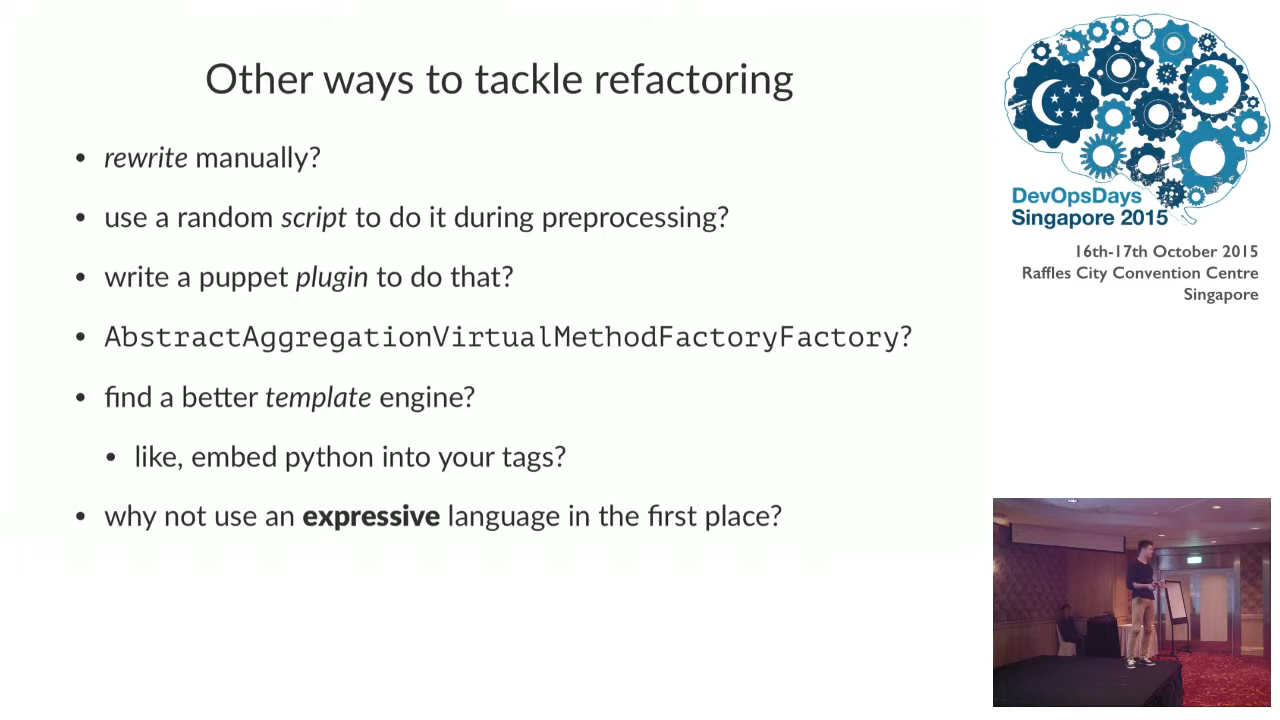 Other ways to tackle refactoring
• rewrite manually?
• use a random script to do it during preprocessing?
• write a puppet plugin to do that?
• AbstractAggregationVirtualMethodFactoryFactory?
• find a better template engine?
• like, embed python into your tags?
• why not use an expressive language in the first place?
DevOpsDays
Singapore 2015
16th-17th October 2015
Raffles City Convention Centre
Singapore